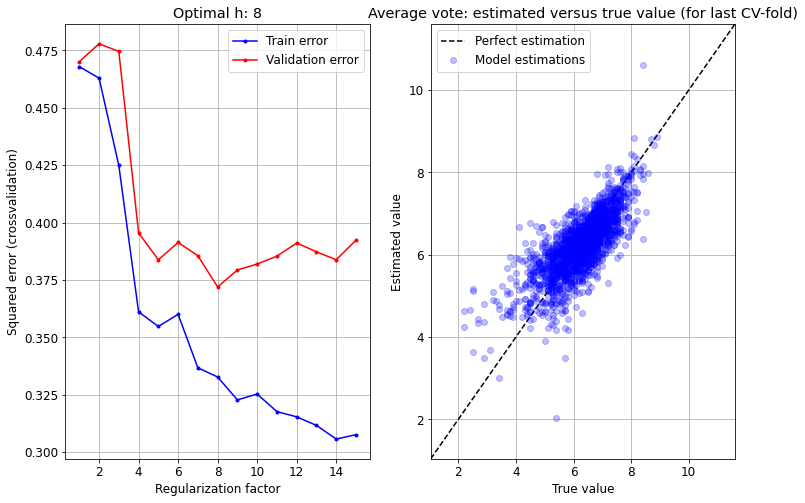 Optimal h: 8
Train error
Validation error
0.475
0.450
0.425
0.400
0.375
0.350
0.325
0.300
Squared error (crossvalidation)
2 4 6 8 10 12 14
Regularization factor
Average vote: estimated versus true value (for last CV-fold)
Perfect estimation
Model estimations
10
8
6
4
2
Estimated value
2 4 6 8 10
True value